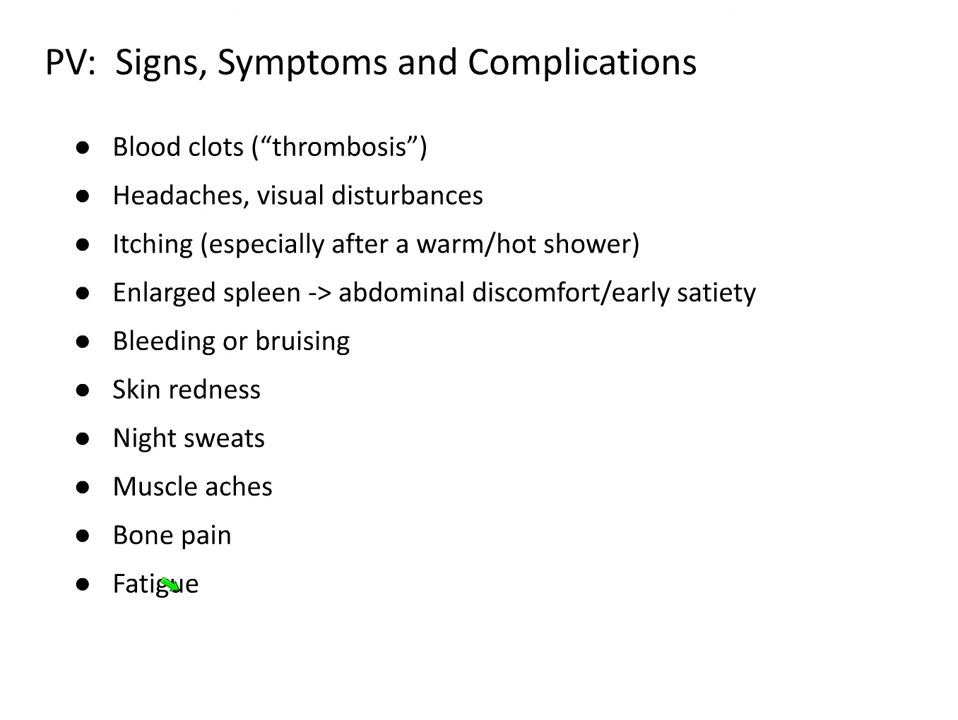 PV: Signs, Symptoms and Complications
● Blood clots (“thrombosis”)
● Headaches, visual disturbances
● Itching (especially after a warm/hot shower)
● Enlarged spleen -> abdominal discomfort/early satiety
● Bleeding or bruising
● Skin redness
● Night sweats
● Muscle aches
● Bone pain
● Fatigue